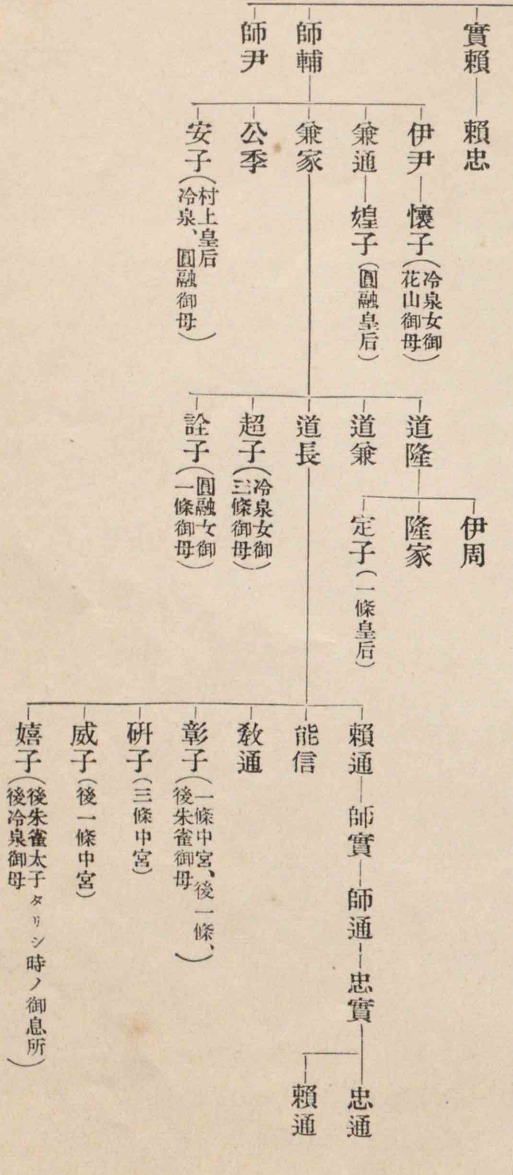 實賴―賴忠
師輔
師尹
伊尹―懷子(冷泉女御 花山御母)
兼通―媓子(圓融皇后)
兼家
公季
安子(村上皇后 冷泉、圓融御母)
道隆
道兼
道長
超子(冷泉女御 三條御母)
詮子(圓融女御 一條御母)
伊周
隆家
定子(一條皇后)
賴通―師實―師通―忠實
能信
敎通
彰子(一條中宮、後一條、後朱雀御母)
硏子(三條中宮)
威子(後一條中宮)
嬉子(後朱雀太子タリシ時ノ御息所 後冷泉御母)
忠通
賴通